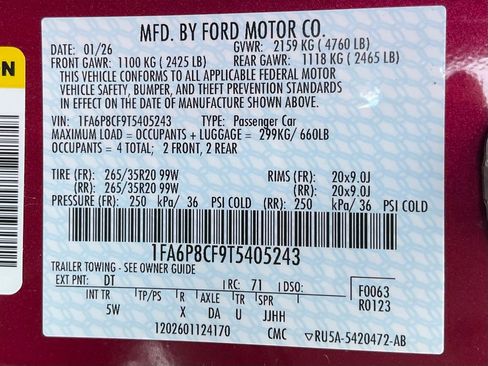 MFD. BY FORD MOTOR CO.
DATE: 01/26 GVWR: 2159 KG ( 4760 LB)
FRONT GAWR: 1100 KG ( 2425 LB) REAR GAWR: 1118 KG ( 2465 LB)
THIS VEHICLE CONFORMS TO ALL APPLICABLE FEDERAL MOTOR
VEHICLE SAFETY, BUMPER, AND THEFT PREVENTION STANDARDS
IN EFFECT ON THE DATE OF MANUFACTURE SHOWN ABOVE.
VIN: 1FA6P8CF9T5405243 TYPE: Passenger Car
MAXIMUM LOAD = OCCUPANTS + LUGGAGE = 299KG/ 660LB
OCCUPANTS = 4 TOTAL; 2 FRONT, 2 REAR
TIRE (FR): 265/35R20 99W RIMS (FR): 20x9.0J
(RR): 265/35R20 99W (RR): 20x9.0J
PRESSURE (FR): 250 kPa/ 36 PSI COLD (RR): 250 kPa/ 36 PSI COLD
1FA6P8CF9T5405243
TRAILER TOWING - SEE OWNER GUIDE
EXT PNT: DT RC: 71 DSO: F0063
R0123
INT TR TP/PS R AXLE TR SPR
5W X DA U JJHH
1202601124170 CMC RU5A-5420472-AB